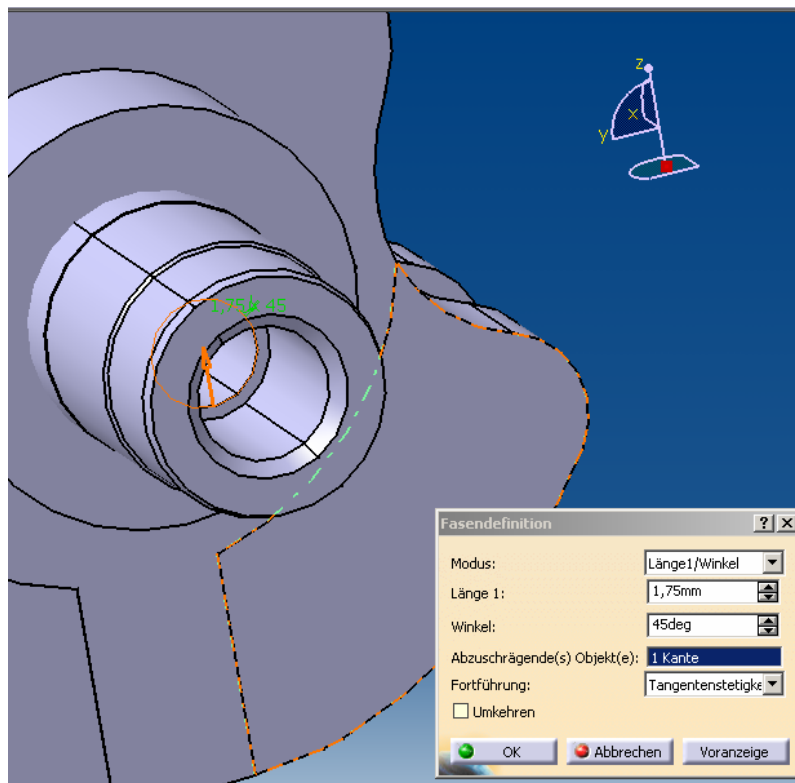 z
x
y
1,75 x 45
Fasendefinition
Modus: Länge1/Winkel
Länge 1: 1,75mm
Winkel: 45deg
Abzuschrägende(s) Objekt(e): 1 Kante
Fortführung: Tangentenstetigke
Umkehren
OK Abbrechen Voranzeige